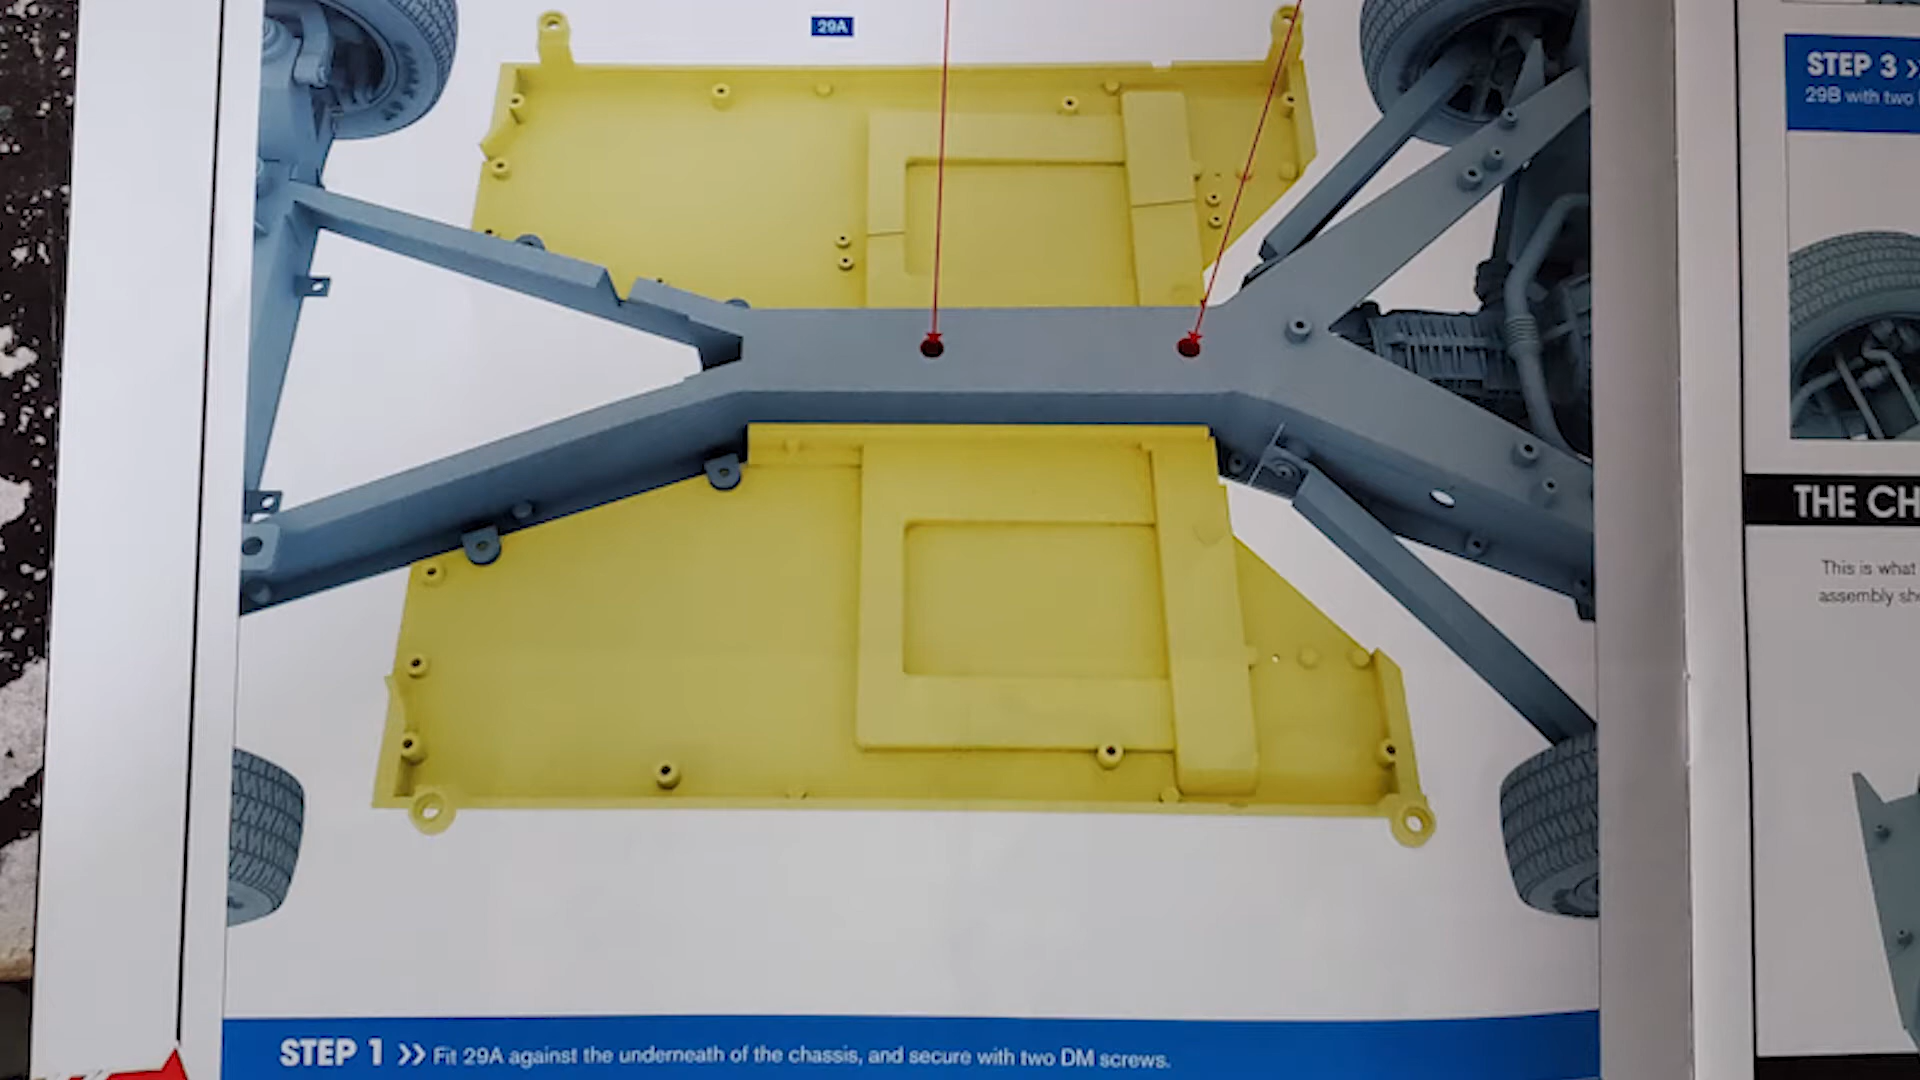 29A
STEP 1 >> Fit 29A against the underneath of the chassis, and secure with two DM screws.
STEP 3 >>
29B with two
THE CH
This is what
assembly sh